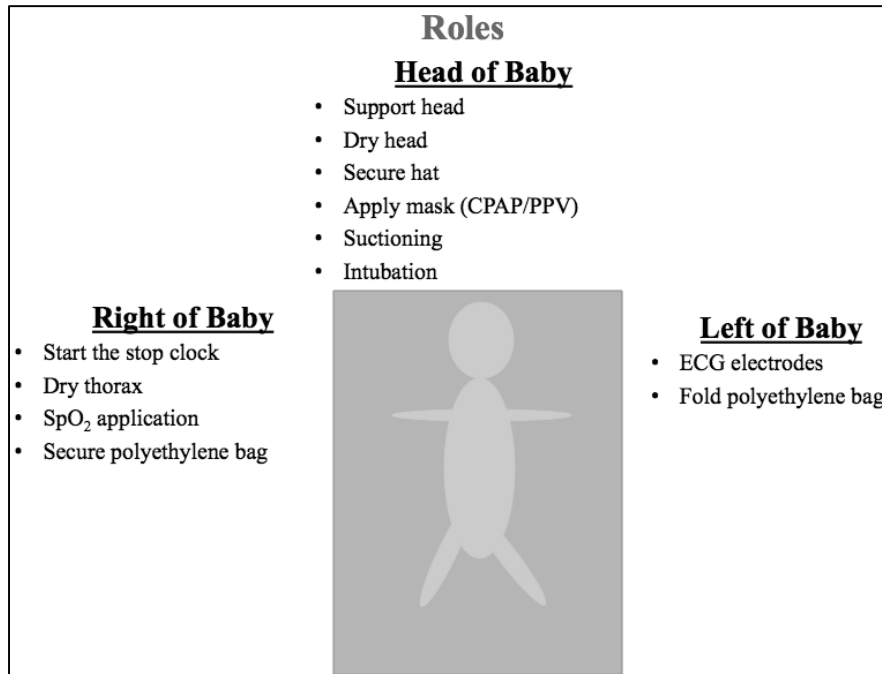 Roles
Head of Baby
• Support head
• Dry head
• Secure hat
• Apply mask (CPAP/PPV)
• Suctioning
• Intubation
Right of Baby
• Start the stop clock
• Dry thorax
• SpO₂ application
• Secure polyethylene bag
Left of Baby
• ECG electrodes
• Fold polyethylene bag